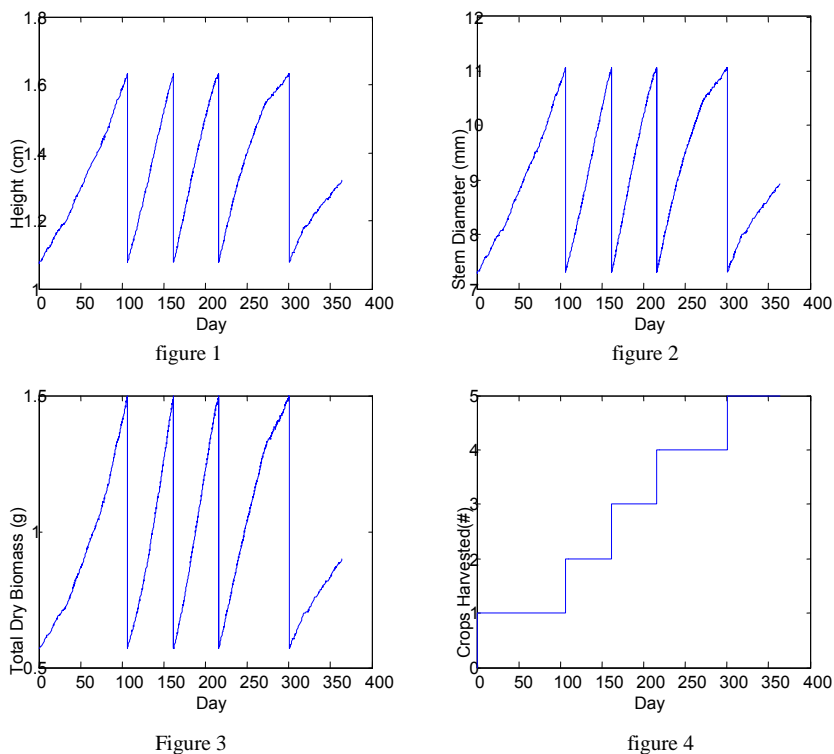 1.8
1.6
1.4
1.2
1
Height (cm)
0 50 100 150 200 250 300 350 400
Day
figure 1
12
11
10
9
8
7
Stem Diameter (mm)
0 50 100 150 200 250 300 350 400
Day
figure 2
1.5
1
0.5
Total Dry Biomass (g)
0 50 100 150 200 250 300 350 400
Day
Figure 3
5
4
3
2
1
0
Crops Harvested(#)
0 50 100 150 200 250 300 350 400
Day
figure 4